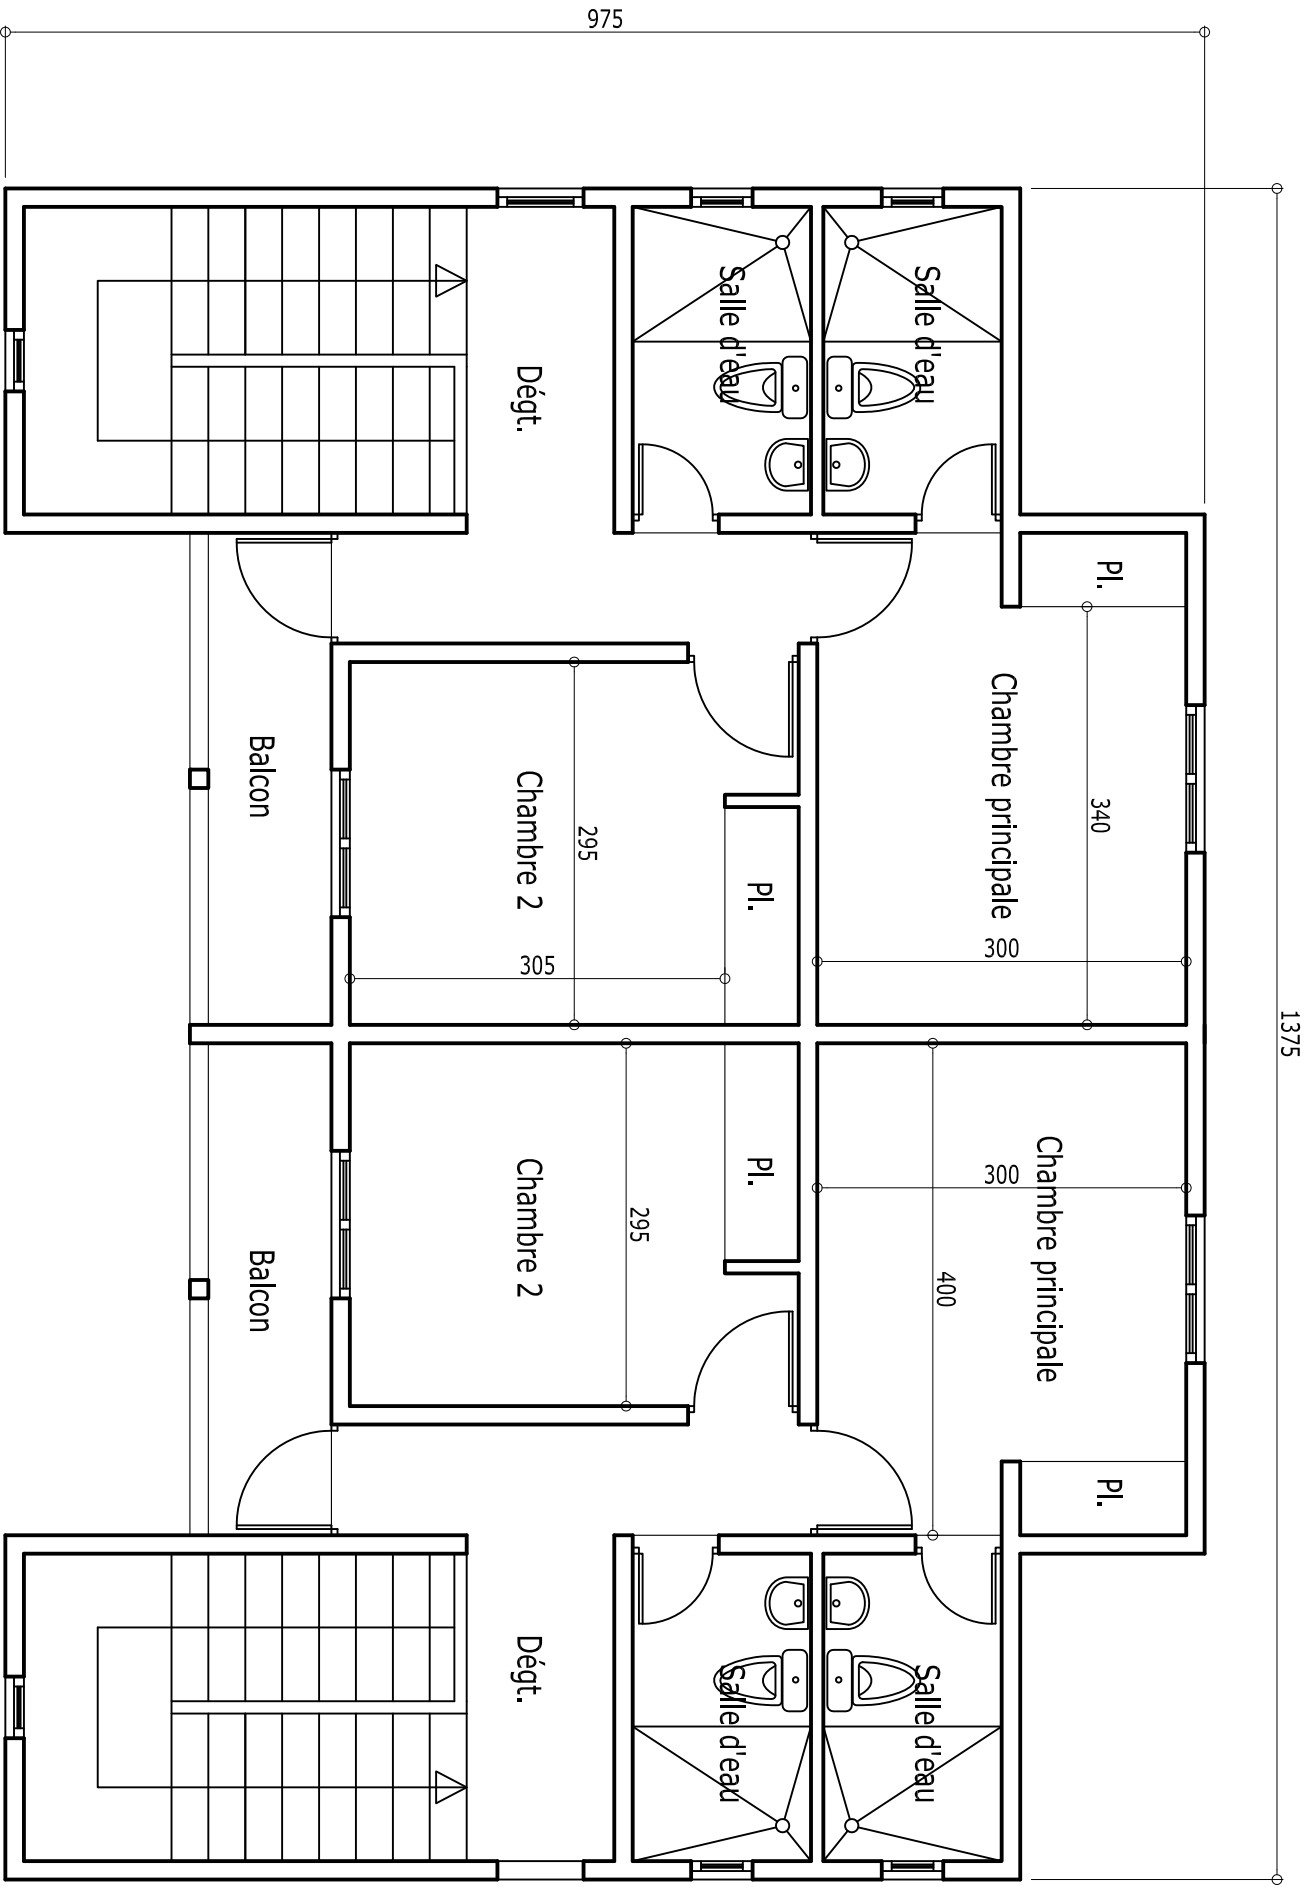 975
1375
Salle d'eau
Salle d'eau
Dégt.
Pl.
Chambre principale
340
300
Chambre 2
295
305
Pl.
Balcon
Chambre principale
300
400
Pl.
Chambre 2
295
Pl.
Balcon
Dégt.
Salle d'eau
Salle d'eau